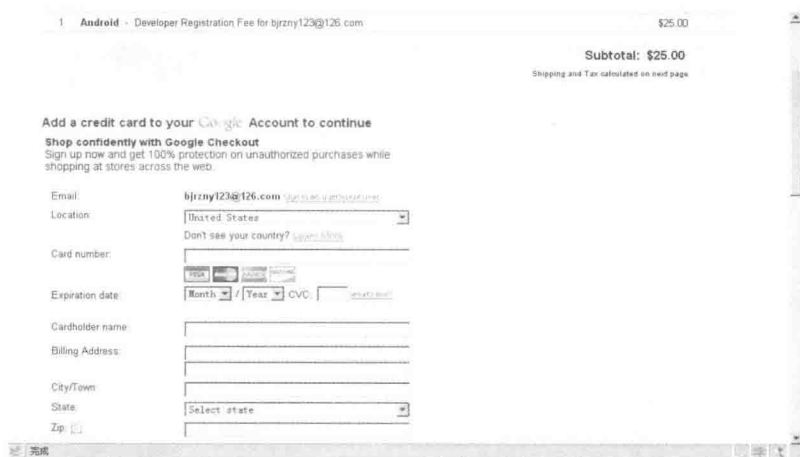 1 Android - Developer Registration Fee for bjrzny123@126.com $25.00
Subtotal: $25.00
Shipping and Tax calculated on next page
Add a credit card to your Google Account to continue
Shop confidently with Google Checkout
Sign up now and get 100% protection on unauthorized purchases while
shopping at stores across the web.
Email: bjrzny123@126.com
Location: United States
Don't see your country? Learn More
Card number:
VISA
Expiration date: Month / Year CVC:
Cardholder name:
Billing Address:
City/Town:
State: Select state
Zip:
完成